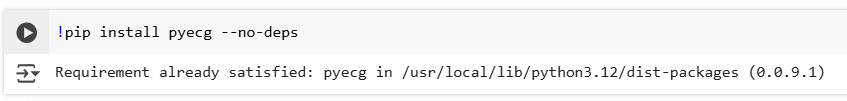 !pip install pyecg --no-deps
Requirement already satisfied: pyecg in /usr/local/lib/python3.12/dist-packages (0.0.9.1)